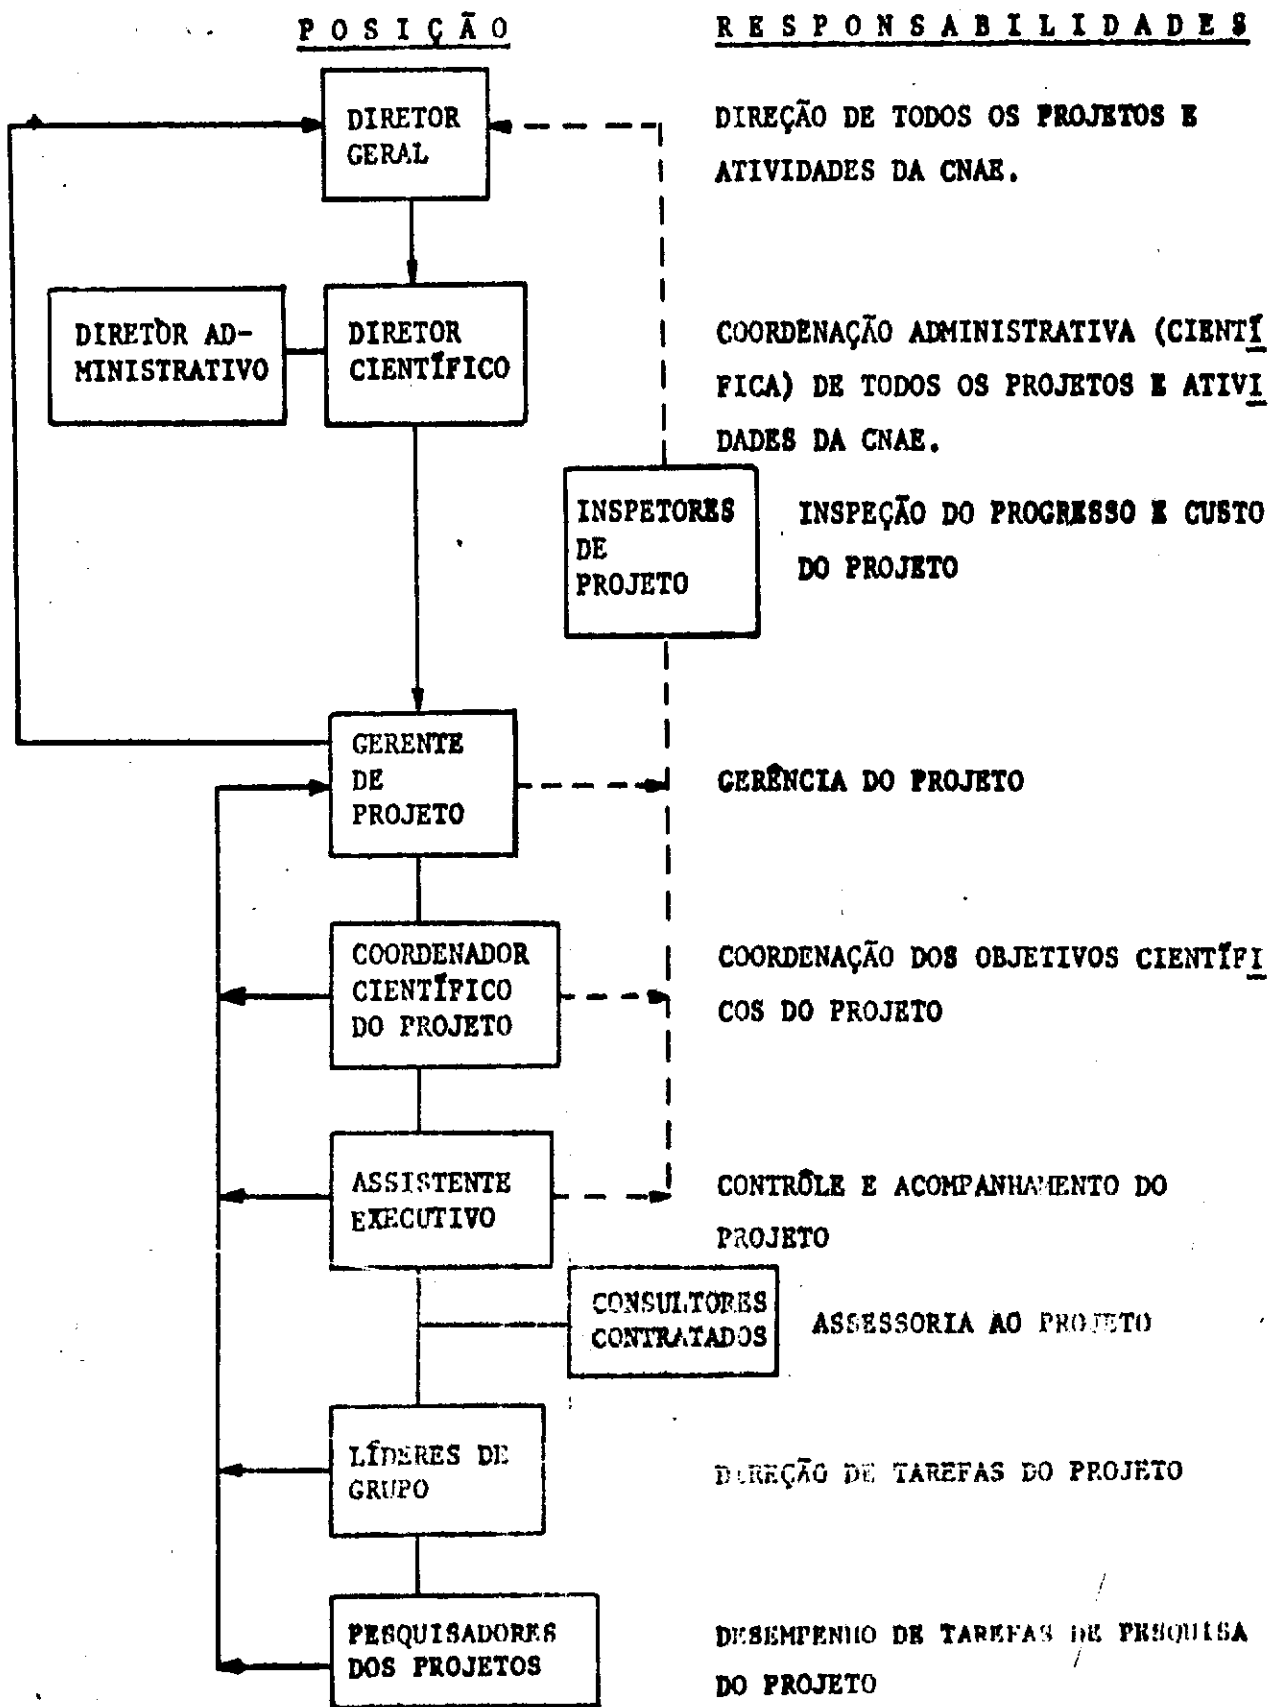 POSIÇÃO
RESPONSABILIDADES
DIRETOR
GERAL
DIREÇÃO DE TODOS OS PROJETOS E
ATIVIDADES DA CNAE.
DIRETOR AD-
MINISTRATIVO
DIRETOR
CIENTÍFICO
COORDENAÇÃO ADMINISTRATIVA (CIENTÍ
FICA) DE TODOS OS PROJETOS E ATIVI
DADES DA CNAE.
INSPETORES
DE
PROJETO
INSPEÇÃO DO PROGRESSO E CUSTO
DO PROJETO
GERENTE
DE
PROJETO
GERÊNCIA DO PROJETO
COORDENADOR
CIENTÍFICO
DO PROJETO
COORDENAÇÃO DOS OBJETIVOS CIENTÍFI
COS DO PROJETO
ASSISTENTE
EXECUTIVO
CONTRÔLE E ACOMPANHAMENTO DO
PROJETO
CONSULTORES
CONTRATADOS
ASSESSORIA AO PROJETO
LÍDERES DE
GRUPO
DIREÇÃO DE TAREFAS DO PROJETO
PESQUISADORES
DOS PROJETOS
DESEMPENHO DE TAREFAS DE PESQUISA
DO PROJETO